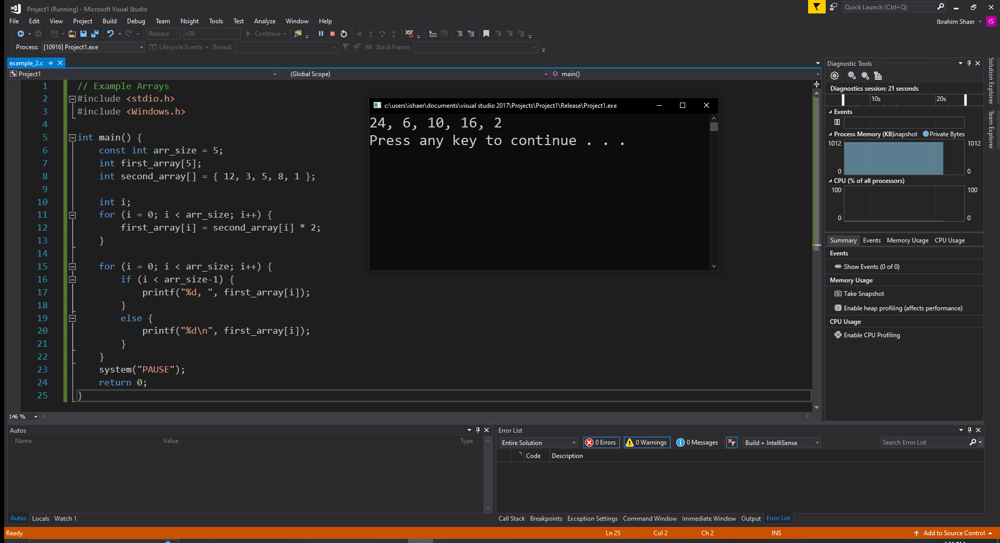 Project1 (Running) - Microsoft Visual Studio
Quick Launch (Ctrl+Q)
File Edit View Project Build Debug Team Nsight Tools Test Analyze Window Help
Ibrahim Shaer IS
Release x86 Continue
Process: [10916] Project1.exe Lifecycle Events Thread: Stack Frame:
example_2.c
Project1 (Global Scope) main()
1 // Example Arrays
2 #include <stdio.h>
3 #include <Windows.h>
4
5 int main() {
6 const int arr_size = 5;
7 int first_array[5];
8 int second_array[] = { 12, 3, 5, 8, 1 };
9
10 int i;
11 for (i = 0; i < arr_size; i++) {
12 first_array[i] = second_array[i] * 2;
13 }
14
15 for (i = 0; i < arr_size; i++) {
16 if (i < arr_size-1) {
17 printf("%d, ", first_array[i]);
18 }
19 else {
20 printf("%d\n", first_array[i]);
21 }
22 }
23 system("PAUSE");
24 return 0;
25 }
146 %
c:\users\ishaer\documents\visual studio 2017\Projects\Project1\Release\Project1.exe
24, 6, 10, 16, 2
Press any key to continue . . .
Diagnostic Tools
Diagnostics session: 21 seconds
10s 20s
Events
Process Memory (KB) Private Bytes
1012 1012
0 0
CPU (% of all processors)
100 100
0 0
Summary Events Memory Usage CPU Usage
Events
Show Events (0 of 0)
Memory Usage
Take Snapshot
Enable heap profiling (affects performance)
CPU Usage
Enable CPU Profiling
Solution Explorer
Team Explorer
Autos
Name Value Type
Autos Locals Watch 1
Error List
Entire Solution 0 Errors 0 Warnings 0 Messages Build + IntelliSense Search Error List
Code Description
Call Stack Breakpoints Exception Settings Command Window Immediate Window Output Error List
Ready Ln 25 Col 2 Ch 2 INS Add to Source Control